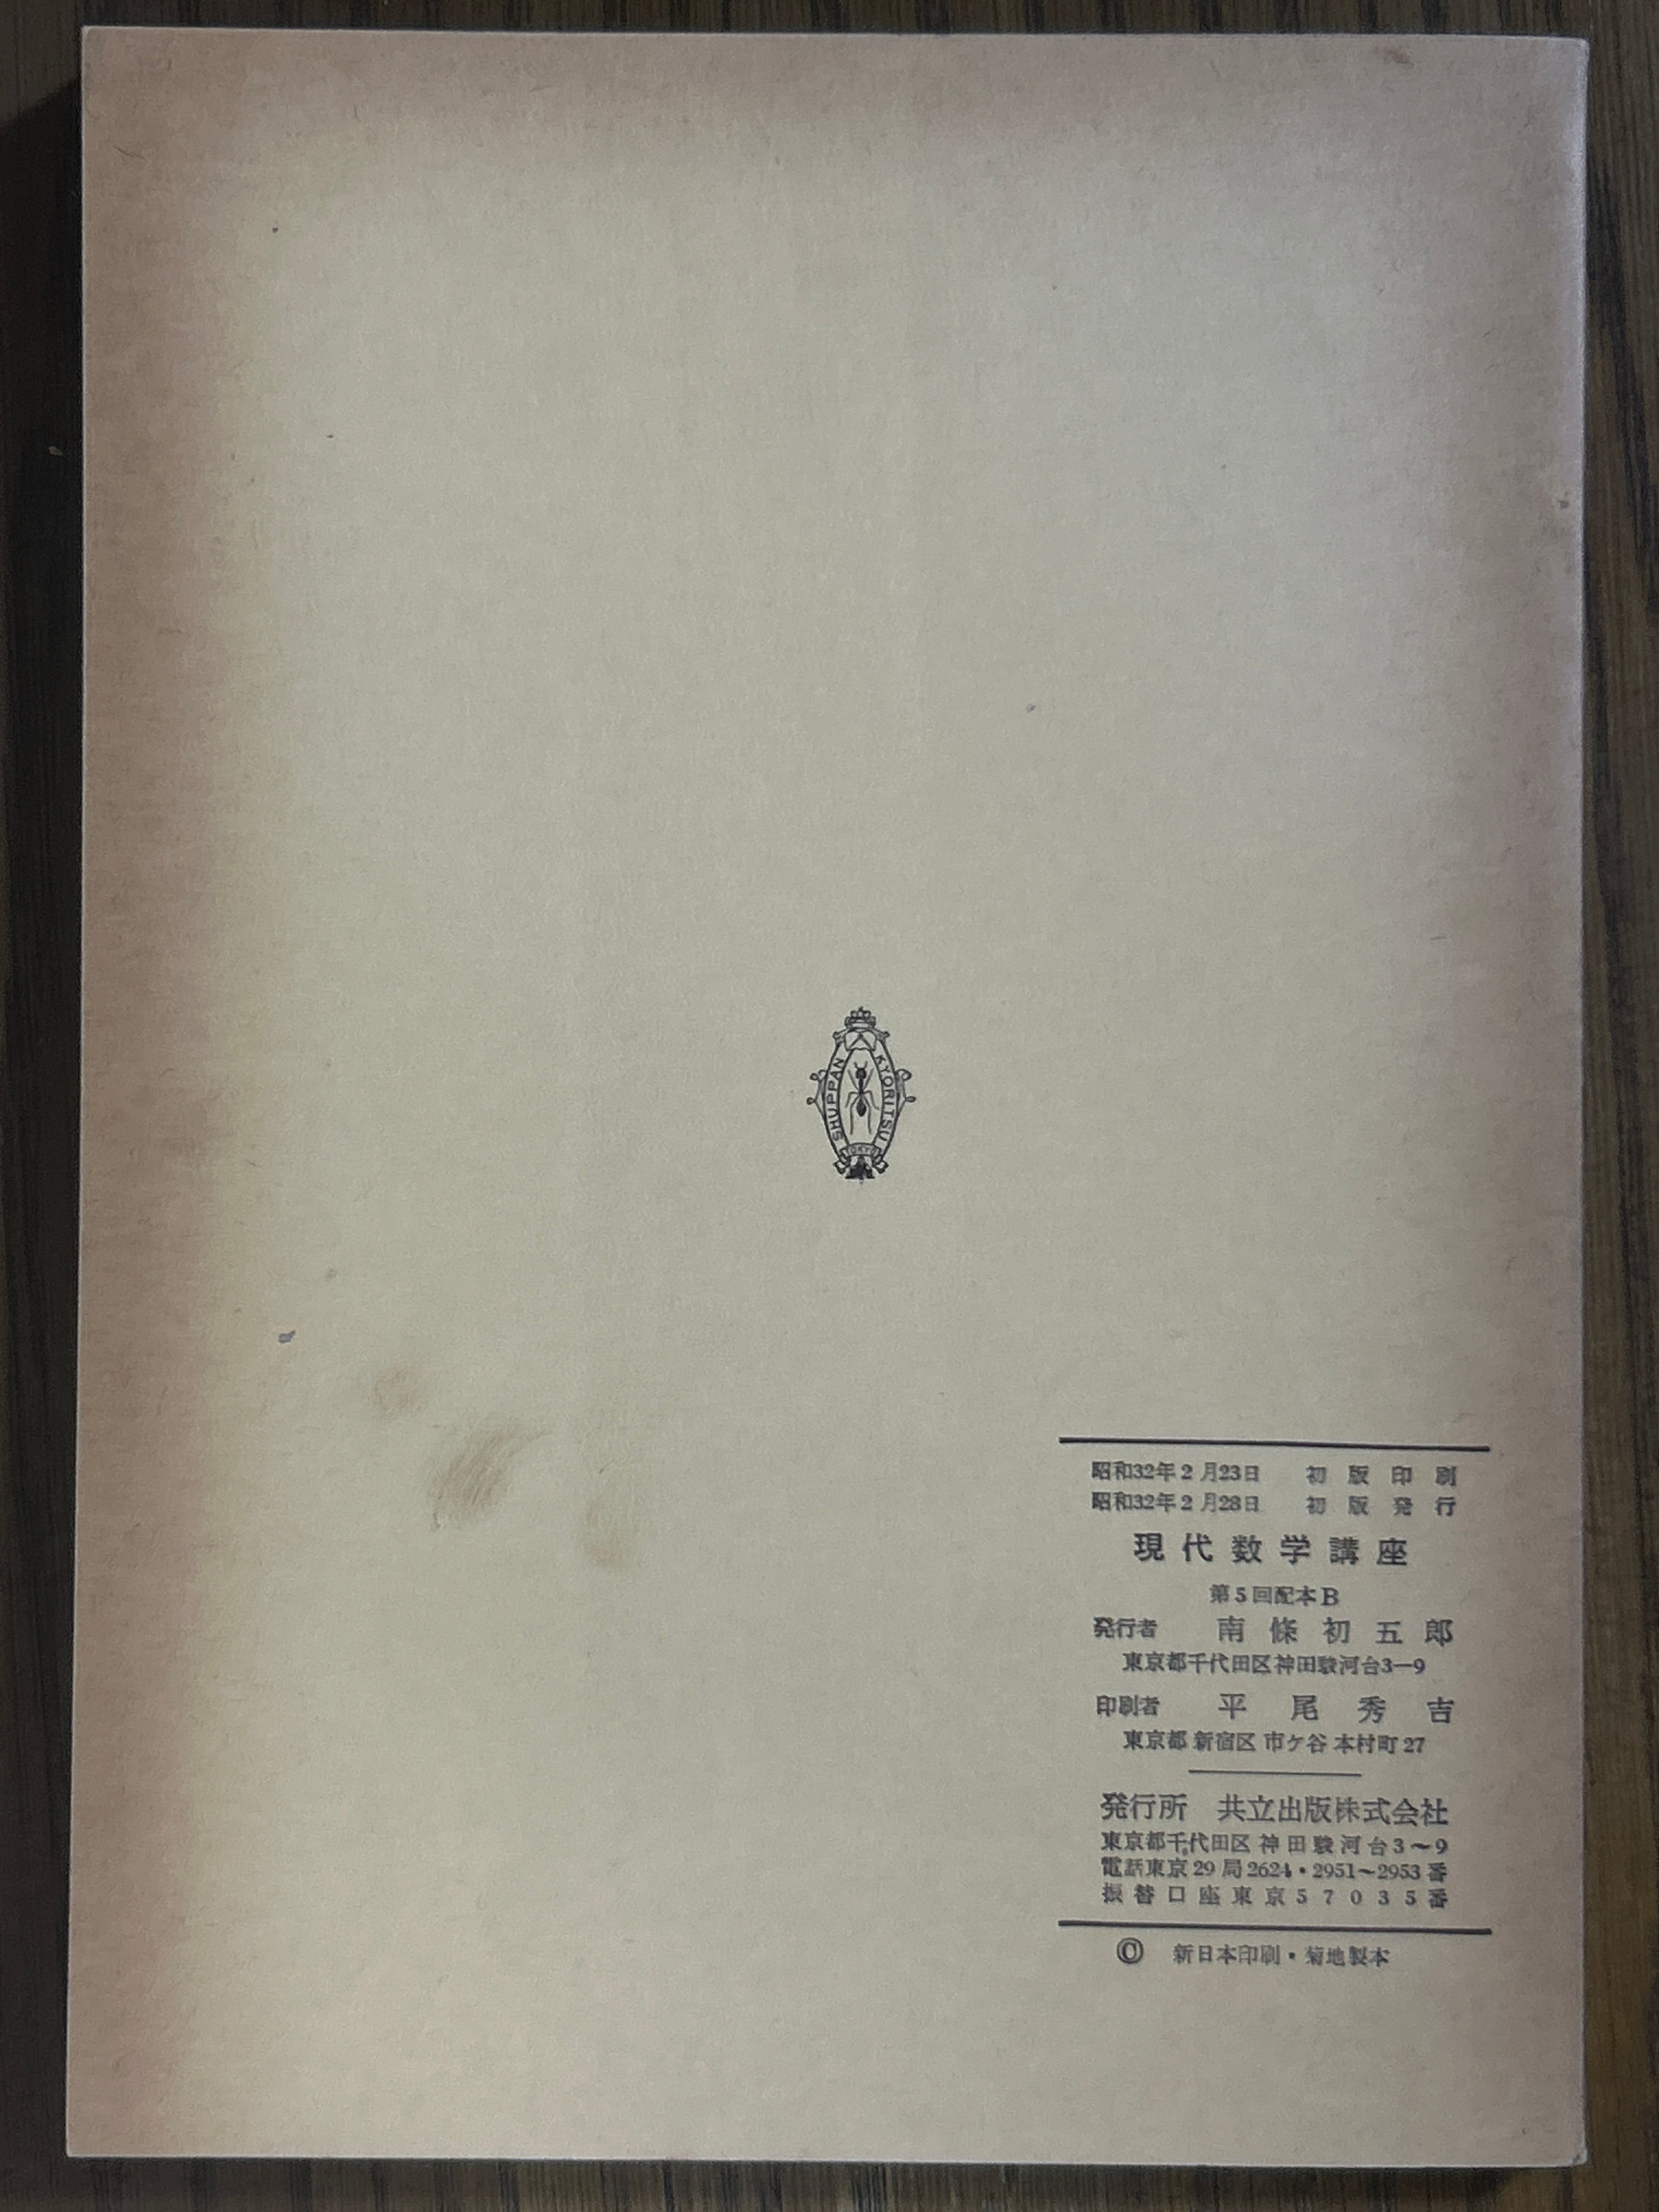 SHUPPAN KYORITSU
TOKYO
昭和32年2月23日 初版印刷
昭和32年2月28日 初版発行
現代数学講座
第5回配本B
発行者 南條初五郎
東京都千代田区神田駿河台3—9
印刷者 平尾秀吉
東京都新宿区市ケ谷本村町27
発行所 共立出版株式会社
東京都千代田区神田駿河台3〜9
電話東京29局2624・2951〜2953番
振替口座東京57035番
© 新日本印刷・菊地製本